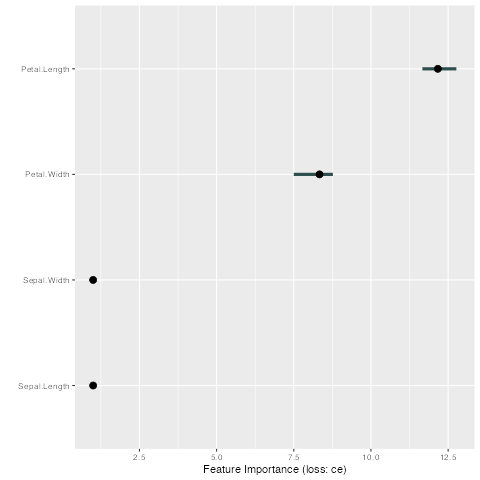 Petal.Length
Petal.Width
Sepal.Width
Sepal.Length
2.5 5.0 7.5 10.0 12.5
Feature Importance (loss: ce)